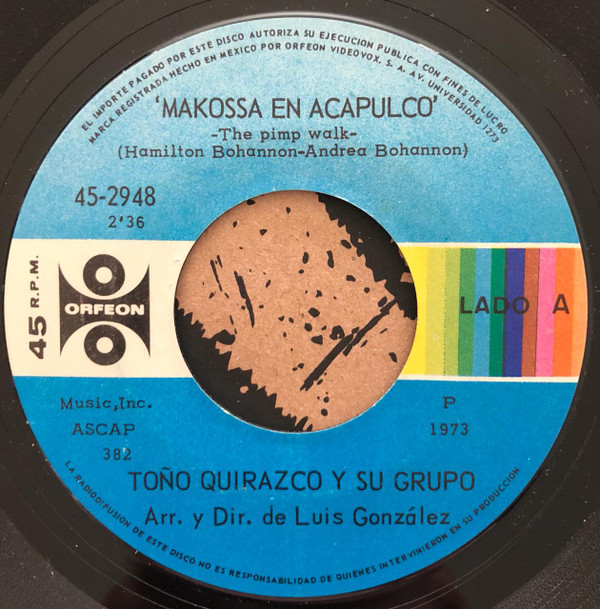 EL IMPORTE PAGADO POR ESTE DISCO AUTORIZA SU EJECUCION PUBLICA CON FINES DE LUCRO
MARCA REGISTRADA HECHO EN MEXICO POR ORFEON VIDEOVOX, S. A. AV. UNIVERSIDAD 1273
'MAKOSSA EN ACAPULCO'
-The pimp walk-
(Hamilton Bohannon-Andrea Bohannon)
45-2948
2'36
45 R.P.M.
ORFEON
LADO A
Music,Inc.
ASCAP
382
P
1973
TOÑO QUIRAZCO Y SU GRUPO
Arr. y Dir. de Luis González
LA RADIODIFUSION DE ESTE DISCO NO ES RESPONSABILIDAD DE QUIENES INTERVINIERON EN SU PRODUCCION